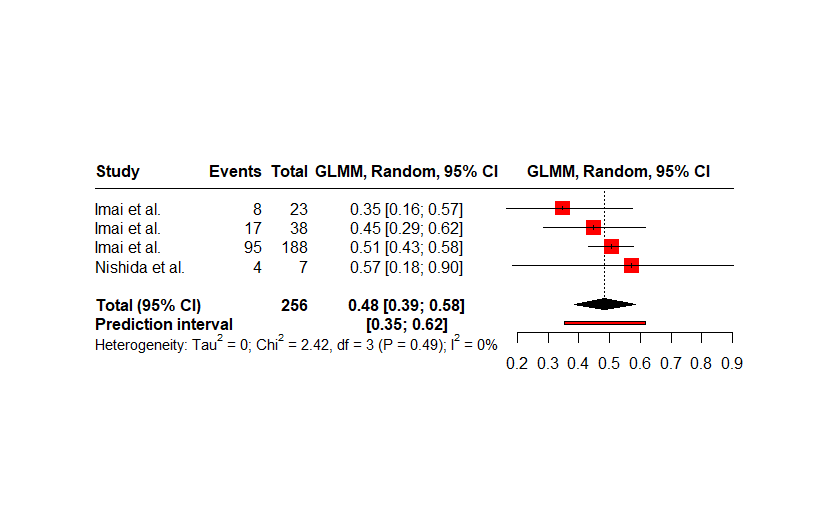 Study Events Total GLMM, Random, 95% CI GLMM, Random, 95% CI
Imai et al. 8 23 0.35 [0.16; 0.57]
Imai et al. 17 38 0.45 [0.29; 0.62]
Imai et al. 95 188 0.51 [0.43; 0.58]
Nishida et al. 4 7 0.57 [0.18; 0.90]
Total (95% CI) 256 0.48 [0.39; 0.58]
Prediction interval [0.35; 0.62]
Heterogeneity: Tau² = 0; Chi² = 2.42, df = 3 (P = 0.49); I² = 0%
0.2 0.3 0.4 0.5 0.6 0.7 0.8 0.9